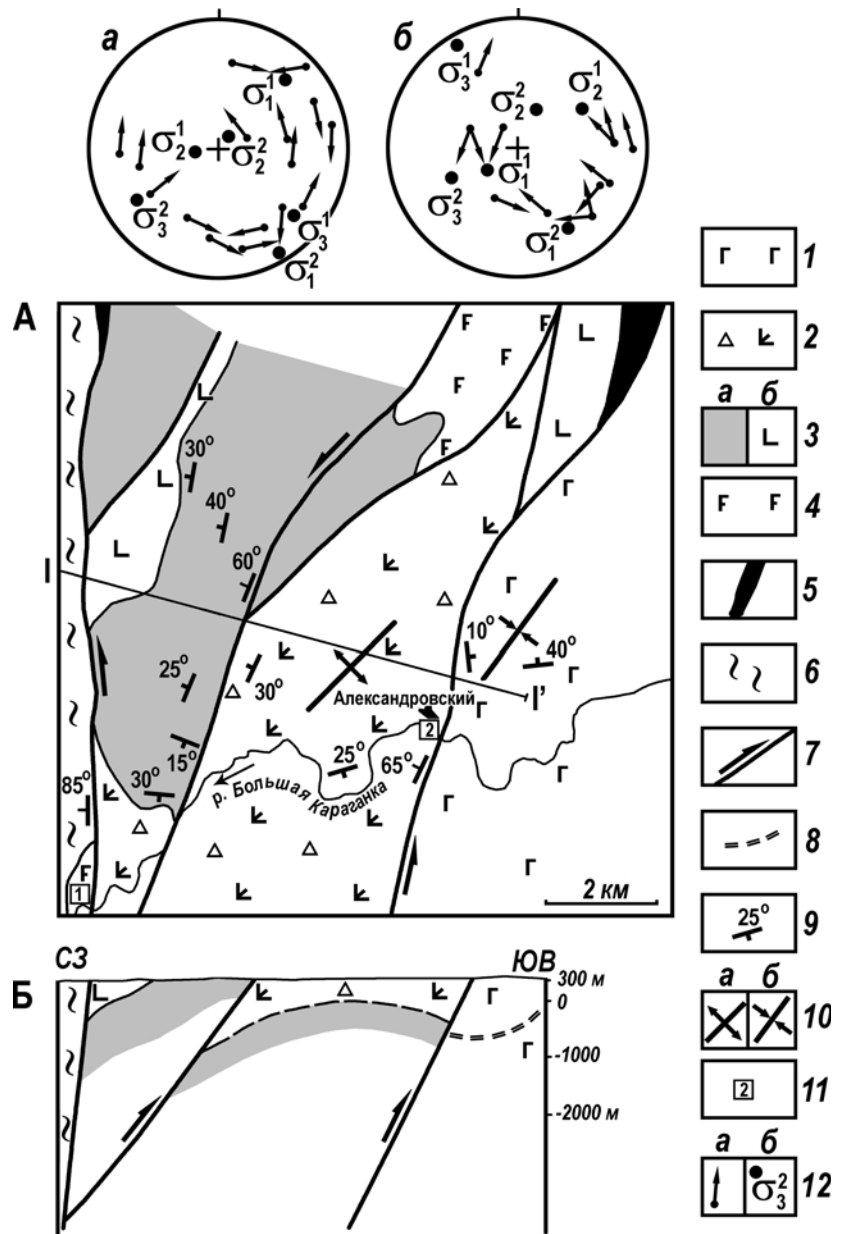 а
б
σ₁¹
σ₂¹
σ₂²
σ₃²
σ₃¹
σ₁²
σ₃¹
σ₂²
σ₂¹
σ₁¹
σ₃²
σ₁²
А
30°
40°
60°
I
10°
40°
25°
30°
Александровский
I'
2
15°
25°
65°
30°
85°
р. Большая Караганка
1
2 км
Б
СЗ
ЮВ
300 м
0
-1000
-2000 м
1
2
а б
3
4
5
6
7
8
25°
9
а б
10
2
11
а б
σ₃²
12